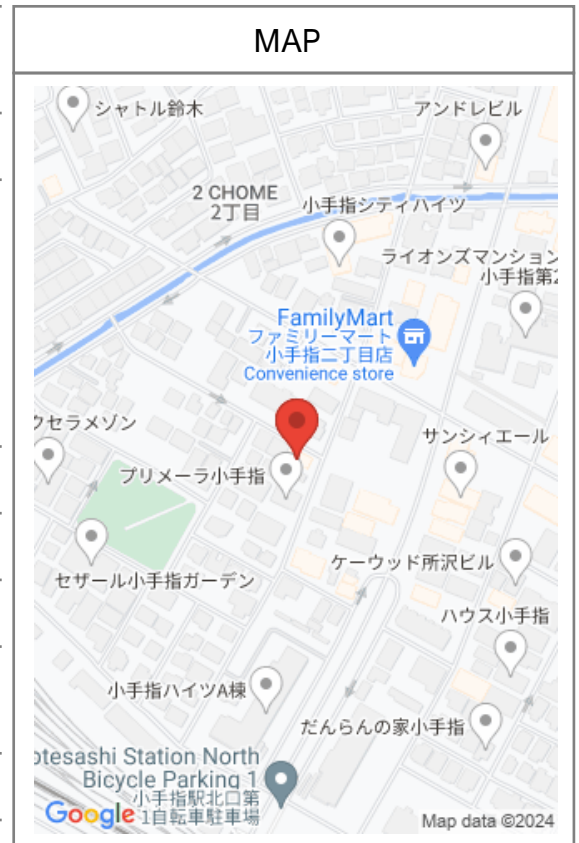 MAP
シャトル鈴木
アンドレビル
2 CHOME
2丁目
小手指シティハイツ
ライオンズマンション
小手指第2
FamilyMart
ファミリーマート
小手指二丁目店
Convenience store
クセラメゾン
サンシィエール
プリメーラ小手指
ケーウッド所沢ビル
セザール小手指ガーデン
ハウス小手指
小手指ハイツA棟
だんらんの家小手指
otesashi Station North
Bicycle Parking 1
小手指駅北口第
1自転車駐車場
Google
Map data ©2024